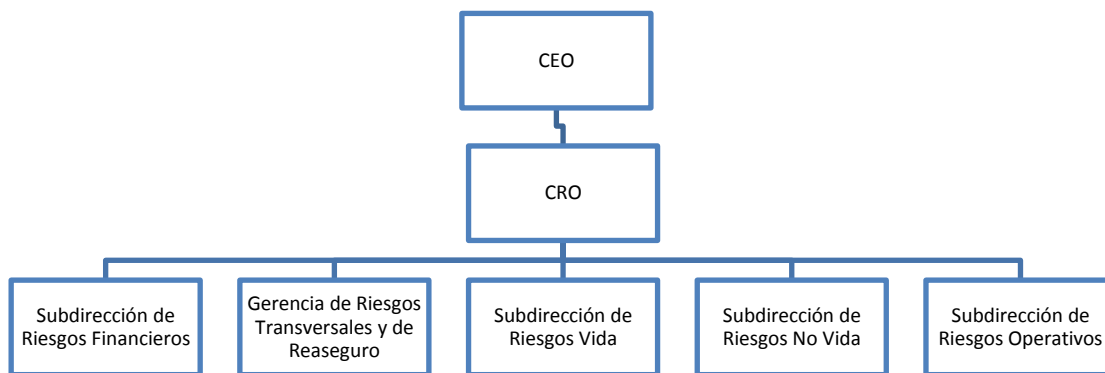 CEO
CRO
Subdirección de
Riesgos Financieros
Gerencia de Riesgos
Transversales y de
Reaseguro
Subdirección de
Riesgos Vida
Subdirección de
Riesgos No Vida
Subdirección de
Riesgos Operativos